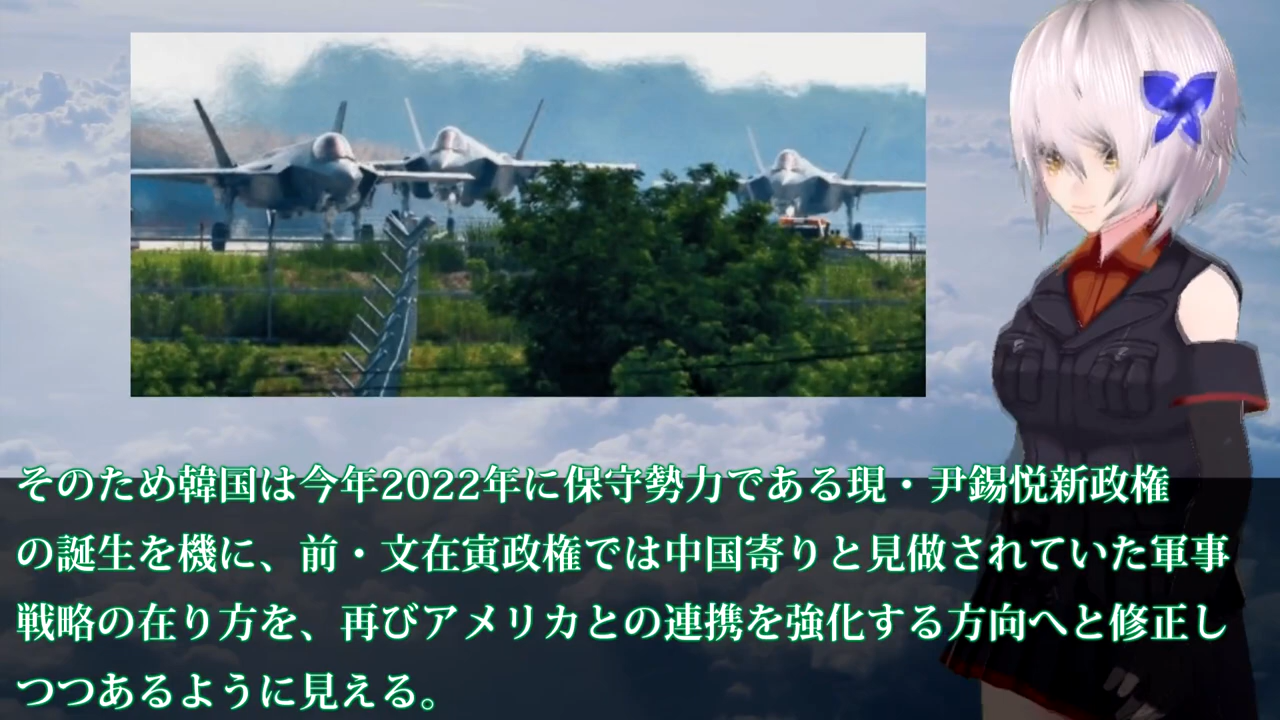 そのため韓国は今年2022年に保守勢力である現・尹錫悦新政権
の誕生を機に、前・文在寅政権では中国寄りと見做されていた軍事
戦略の在り方を、再びアメリカとの連携を強化する方向へと修正し
つつあるように見える。